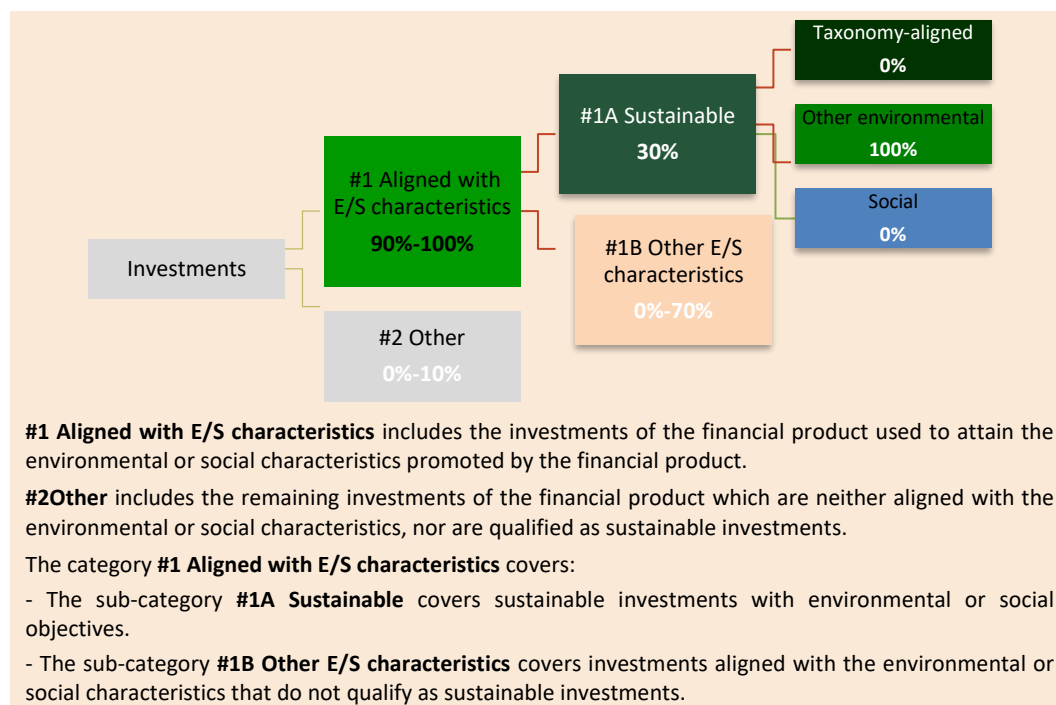 Taxonomy-aligned
0%
#1A Sustainable
30%
Other environmental
100%
#1 Aligned with
E/S characteristics
90%-100%
Social
0%
#1B Other E/S
characteristics
0%-70%
Investments
#2 Other
0%-10%
#1 Aligned with E/S characteristics includes the investments of the financial product used to attain the
environmental or social characteristics promoted by the financial product.
#2Other includes the remaining investments of the financial product which are neither aligned with the
environmental or social characteristics, nor are qualified as sustainable investments.
The category #1 Aligned with E/S characteristics covers:
- The sub-category #1A Sustainable covers sustainable investments with environmental or social
objectives.
- The sub-category #1B Other E/S characteristics covers investments aligned with the environmental or
social characteristics that do not qualify as sustainable investments.